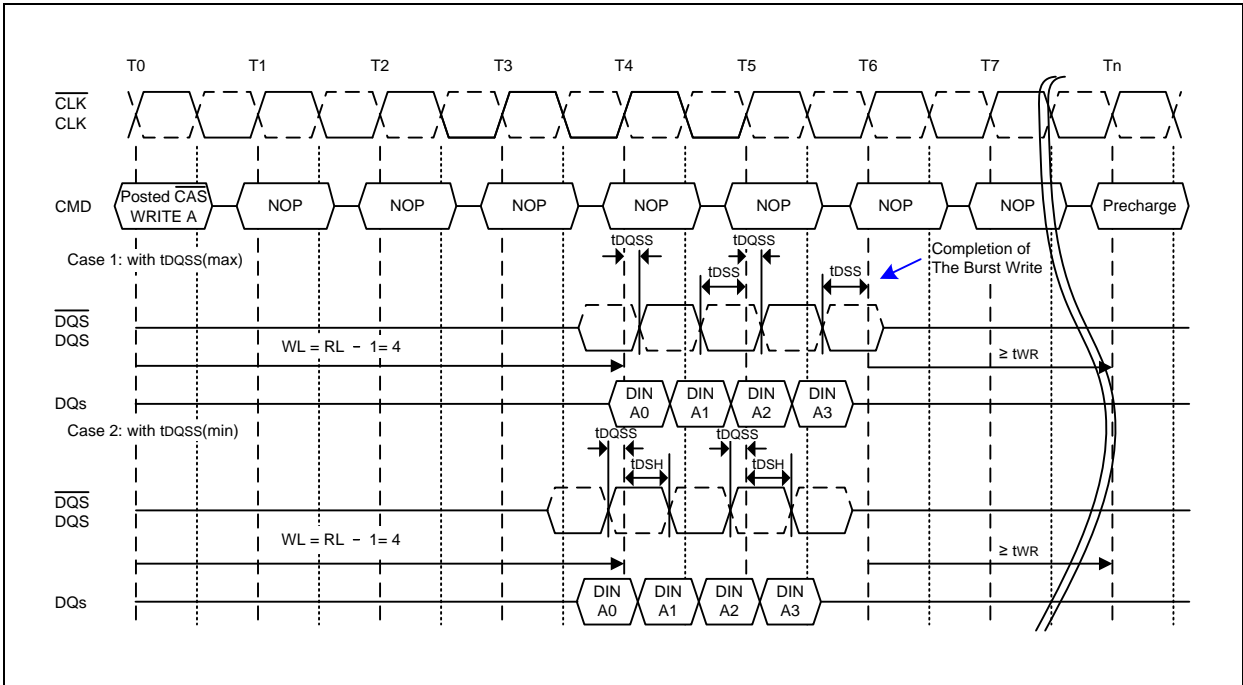 T0 T1 T2 T3 T4 T5 T6 T7 Tn
CLK
CLK
CMD
Posted CAS
WRITE A
NOP NOP NOP NOP NOP NOP NOP Precharge
Case 1: with tDQSS(max)
tDQSS tDQSS
tDSS tDSS
Completion of
The Burst Write
DQS
DQS
WL = RL − 1= 4
≥ tWR
DQs
DIN
A0
DIN
A1
DIN
A2
DIN
A3
Case 2: with tDQSS(min)
tDQSS tDQSS
tDSH tDSH
DQS
DQS
WL = RL − 1= 4
≥ tWR
DQs
DIN
A0
DIN
A1
DIN
A2
DIN
A3